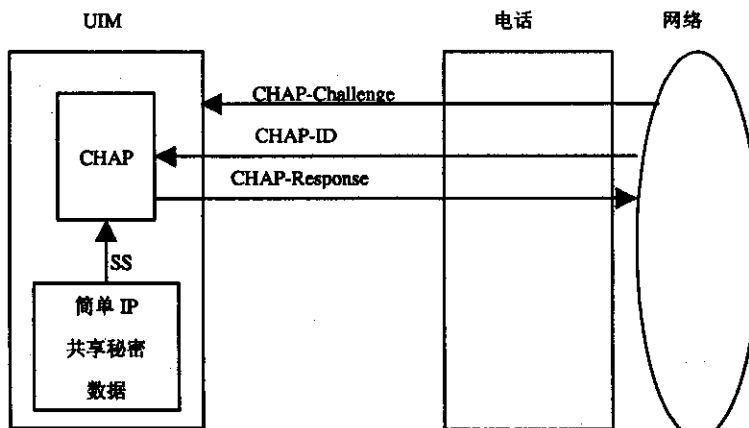 UIM
电话
网络
CHAP-Challenge
CHAP-ID
CHAP
CHAP-Response
SS
简单 IP
共享秘密
数据